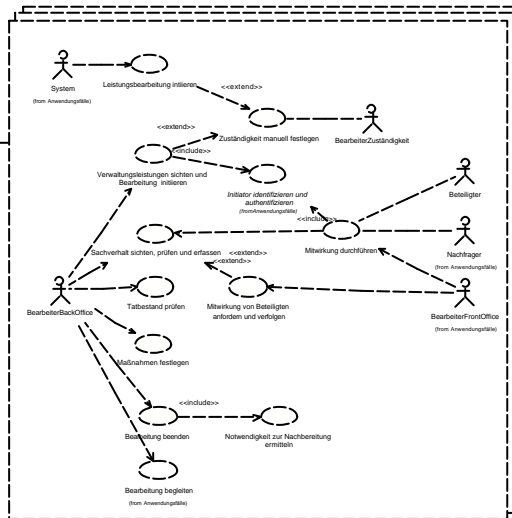 System
(from Anwendungsfälle)
Leistungsbearbeitung intiieren
<<extend>>
<<extend>>
Zuständigkeit manuell festlegen
BearbeiterZuständigkeit
<<include>>
Verwaltungsleistungen sichten und
Bearbeitung initiieren
Initiator identifizieren und
authentifizieren
(fromAnwendungsfälle)
Beteiligter
<<include>>
Mitwirkung durchführen
Nachfrager
(from Anwendungsfälle)
Sachverhalt sichten, prüfen und erfassen
<<extend>>
<<extend>>
BearbeiterBackOffice
Tatbestand prüfen
Mitwirkung von Beteiligten
anfordern und verfolgen
BearbeiterFrontOffice
(from Anwendungsfälle)
Maßnahmen festlegen
<<include>>
Bearbeitung beenden
Notwendigkeit zur Nachbereitung
ermitteln
Bearbeitung begleiten
(from Anwendungsfälle)